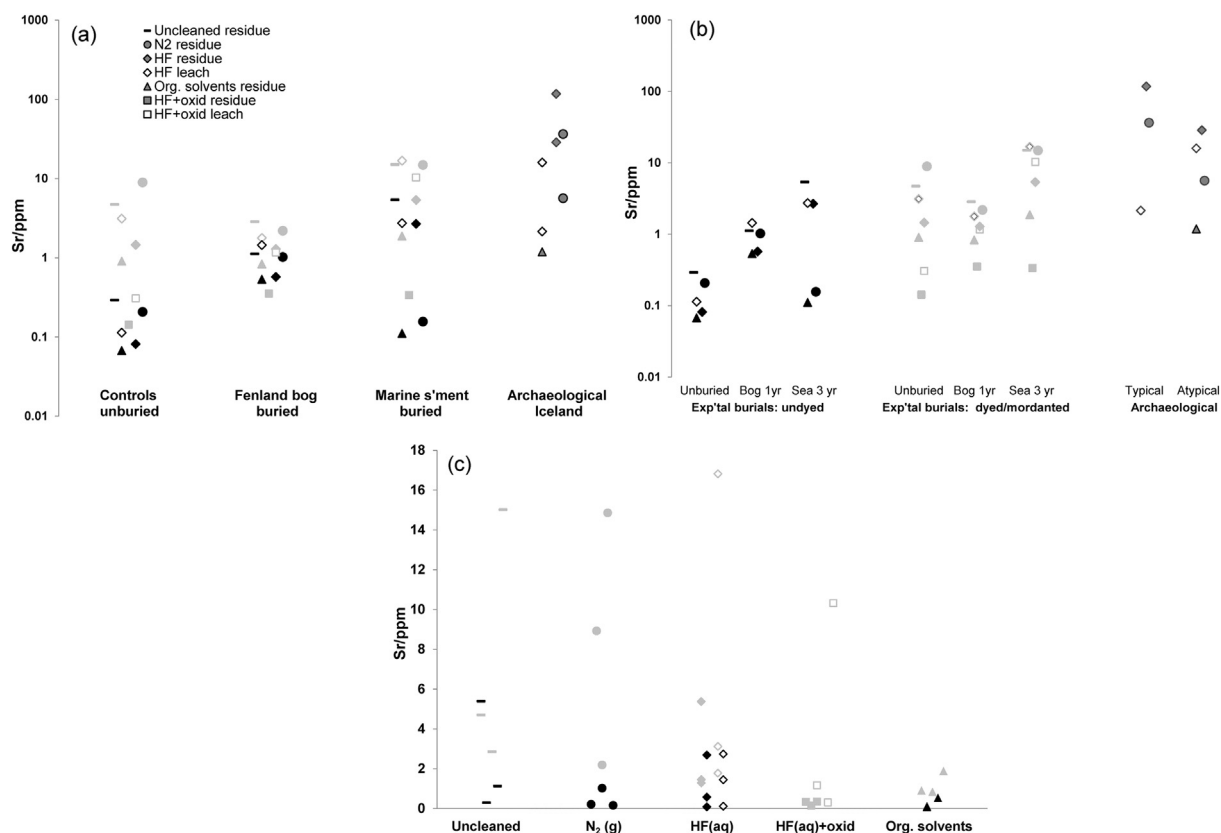 (a)
1000
100
10
1
0.1
0.01
Sr/ppm
Uncleaned residue
N2 residue
HF residue
HF leach
Org. solvents residue
HF+oxid residue
HF+oxid leach
Controls
unburied
Fenland bog
buried
Marine s'ment
buried
Archaeological
Iceland
(b)
1000
100
10
1
0.1
0.01
Sr/ppm
Unburied Bog 1yr Sea 3 yr
Exp'tal burials: undyed
Unburied Bog 1yr Sea 3 yr
Exp'tal burials: dyed/mordanted
Typical Atypical
Archaeological
(c)
18
16
14
12
10
8
6
4
2
0
Sr/ppm
Uncleaned N₂ (g) HF(aq) HF(aq)+oxid Org. solvents